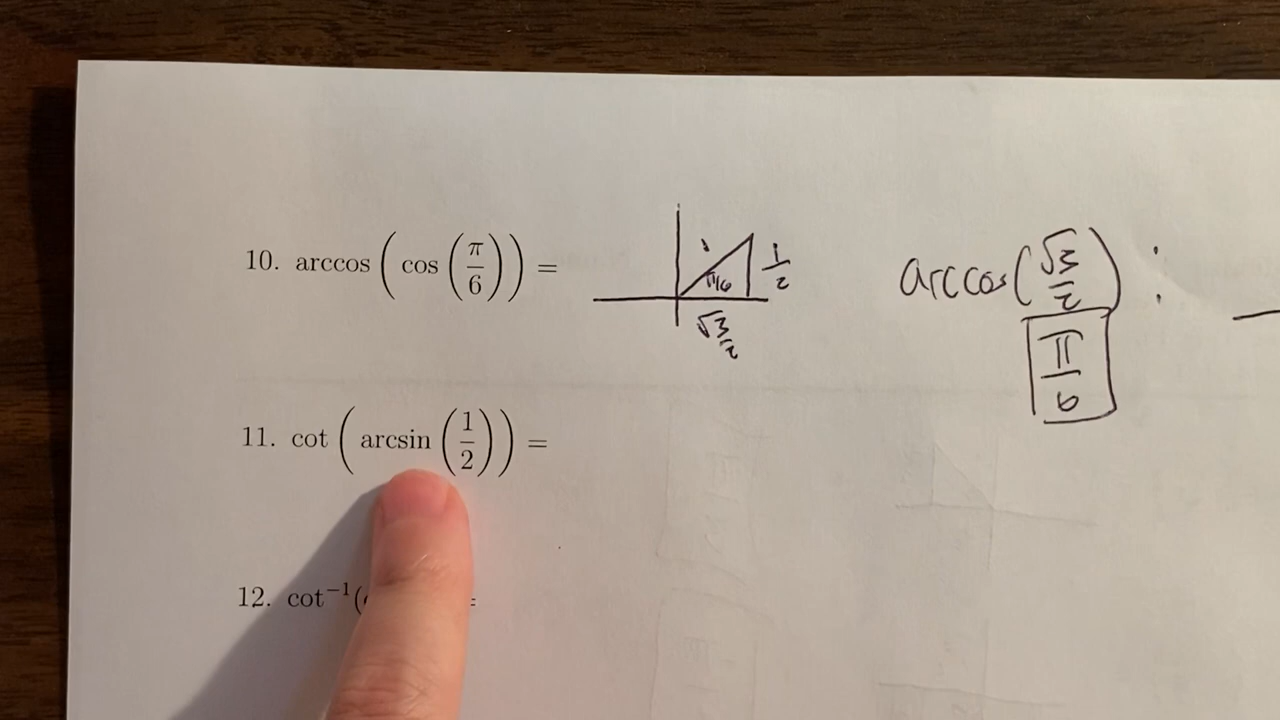 10. arccos ( cos ( π/6 ) ) =
1
π/6
1/2
√3/2
arccos(√3/2) :
π/6
11. cot ( arcsin ( 1/2 ) ) =
12. cot⁻¹( =